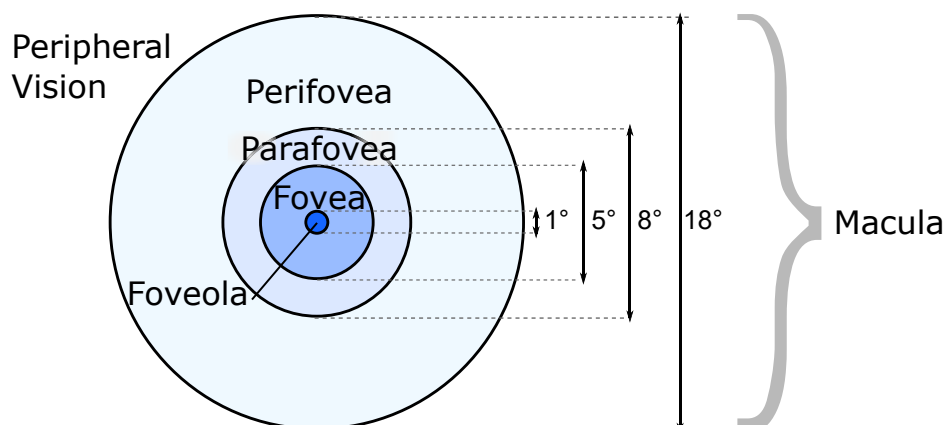 Peripheral
Vision
Perifovea
Parafovea
Fovea
1°
5°
8°
18°
Macula
Foveola